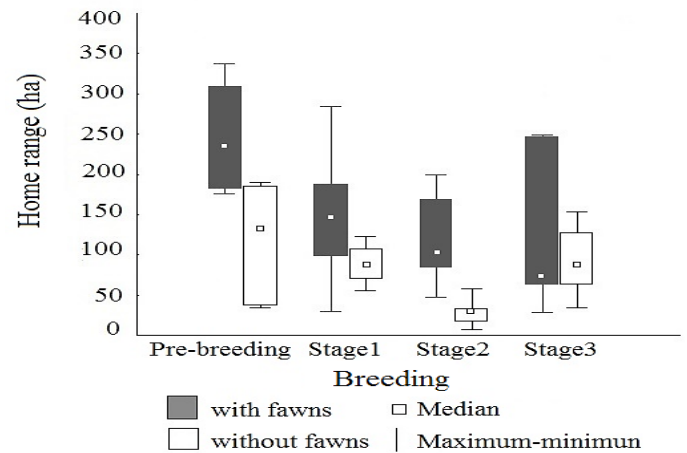 400
350
300
250
200
150
100
50
0
Home range (ha)
Pre-breeding Stage1 Stage2 Stage3
Breeding
with fawns Median
without fawns Maximum-minimun